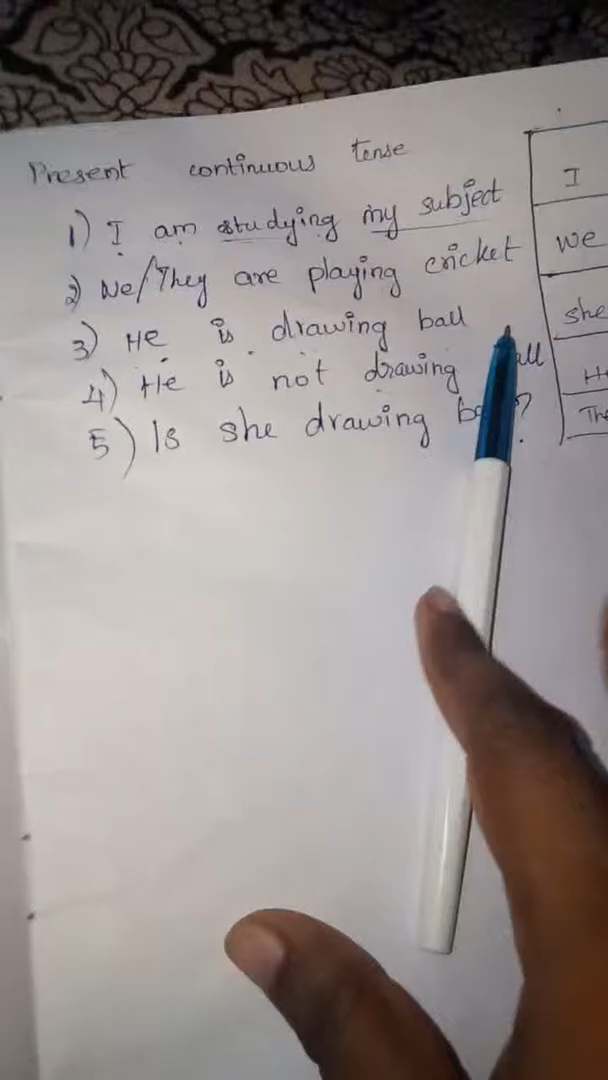 Present continuous tense
1) I am studying my subject
2) We/They are playing cricket
3) He is drawing ball
4) He is not drawing
5) Is she drawing ?
I
We
she